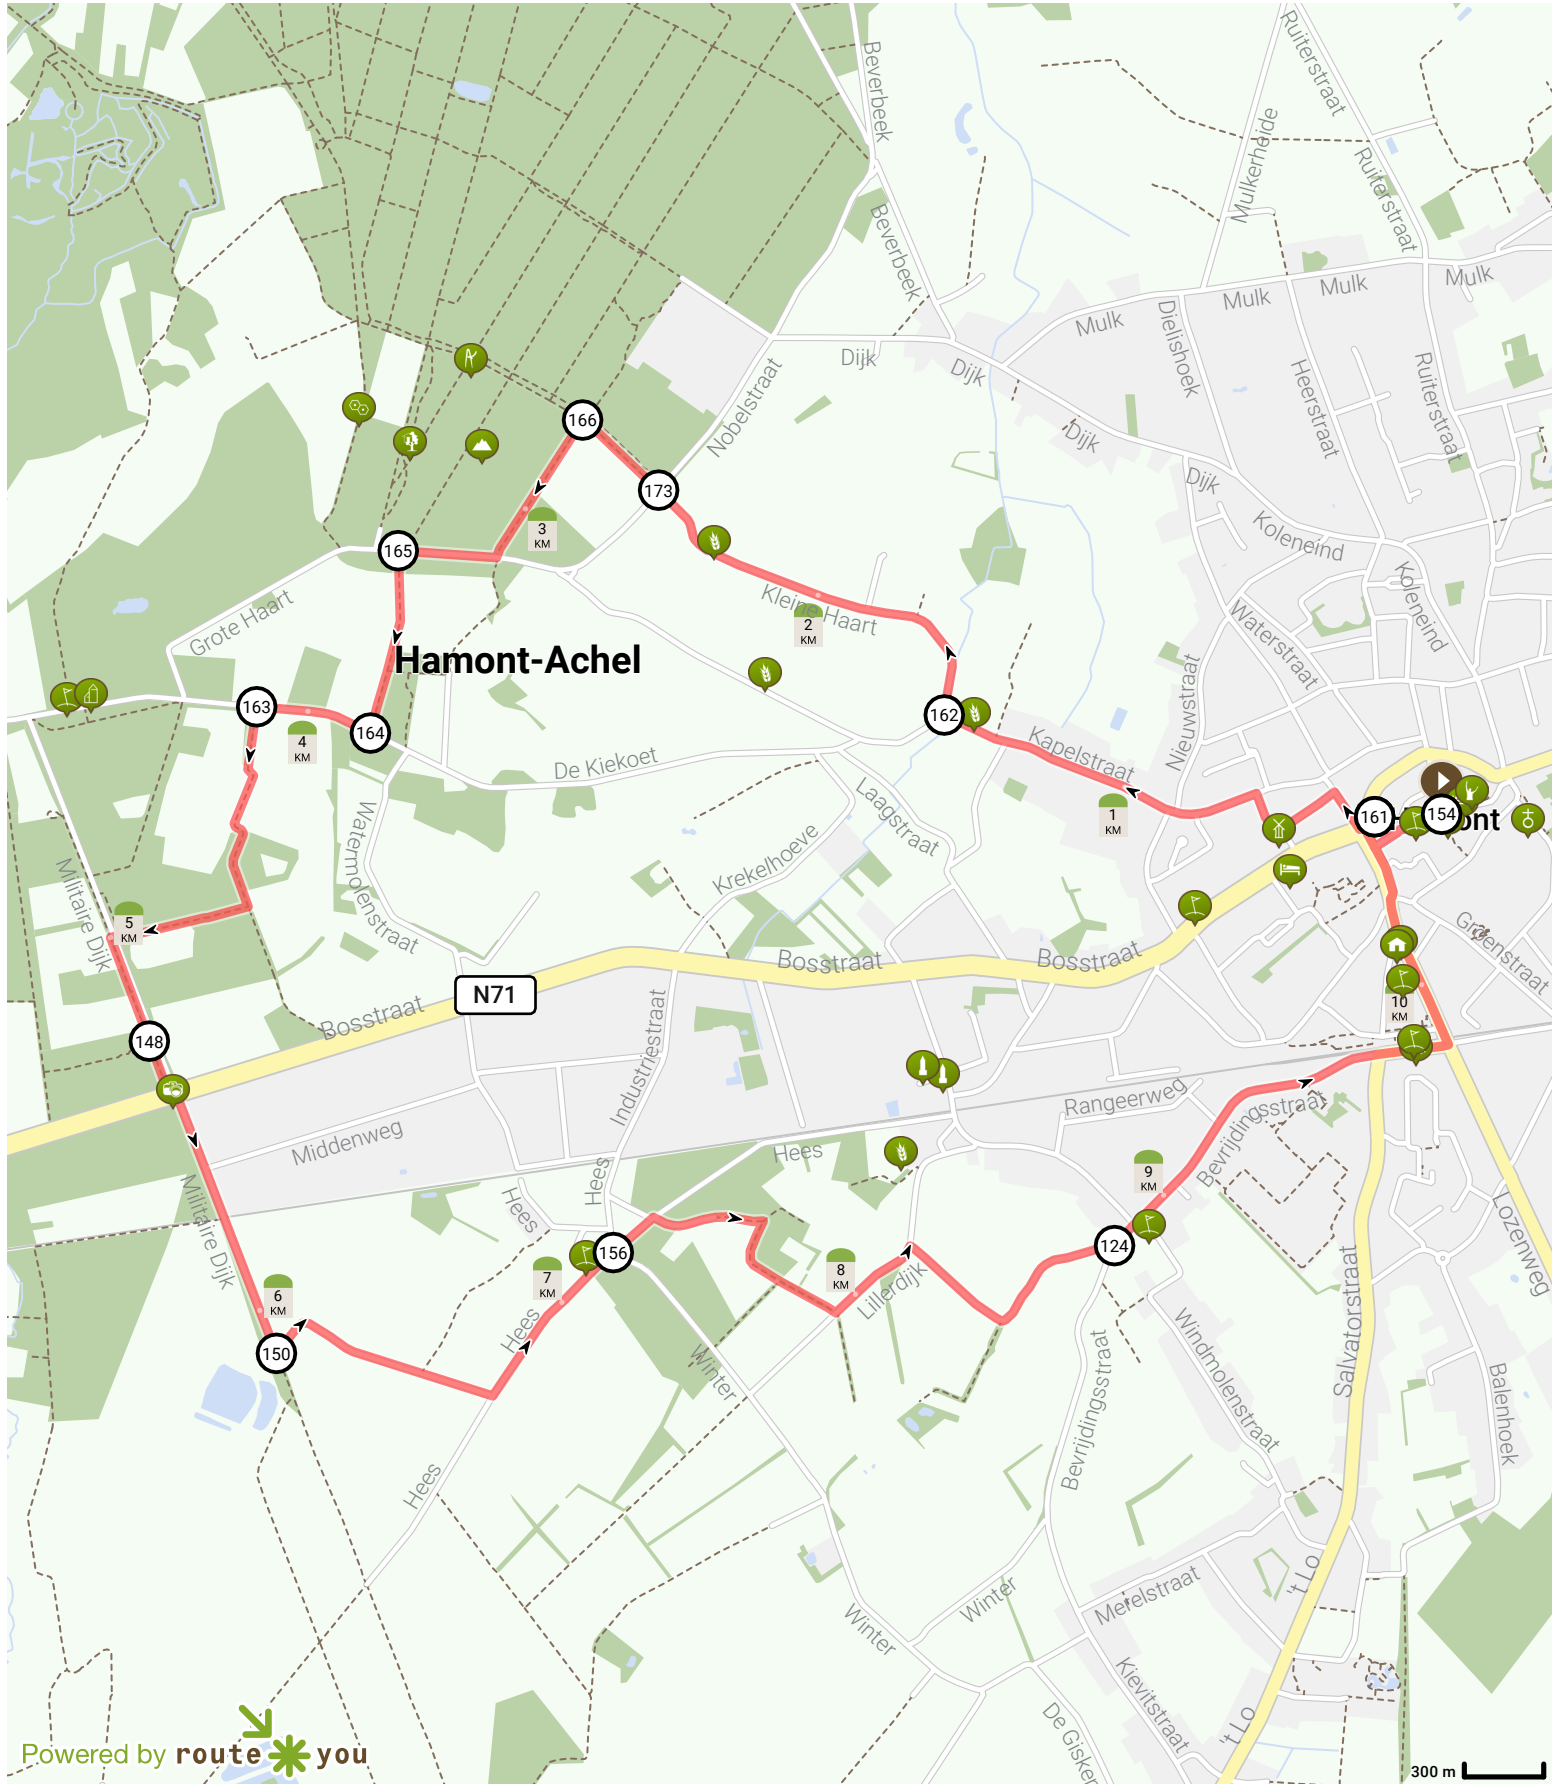 Beverbeek
Ruiterstraat
Mulkerheide
Ruiterstraat
Beverbeek
Mulk
Mulk
Mulk
Mulk
Dielishoek
Dijk
Dijk
Heerstraat
Ruiterstraat
Nobelstraat
166
Dijk
173
Dijk
3
KM
Koleneind
165
Koleneind
Grote Haart
Kleine Haart
2
KM
Waterstraat
Hamont-Achel
Nieuwstraat
163
162
164
4
KM
Kapelstraat
De Kiekoet
Laagstraat
1
KM
161
154
ont
Watermolenstraat
Krekelhoeve
Militaire Dijk
5
KM
Groenstraat
Bosstraat
Bosstraat
N71
Bosstraat
10
KM
148
Industriestraat
Rangeerweg
Bevrijdingsstraat
Middenweg
Hees
Hees
9
KM
Militaire Dijk
Hees
Lozenweg
156
124
7
KM
8
KM
Lillerdijk
6
KM
Hees
150
Salvatorstraat
Windmolenstraat
Winter
Bevrijdingsstraat
Balenhoek
Hees
't Lo
Winter
Merelstraat
Winter
Kievitstraat
De Gisker
't Lo
Powered by route you
300 m